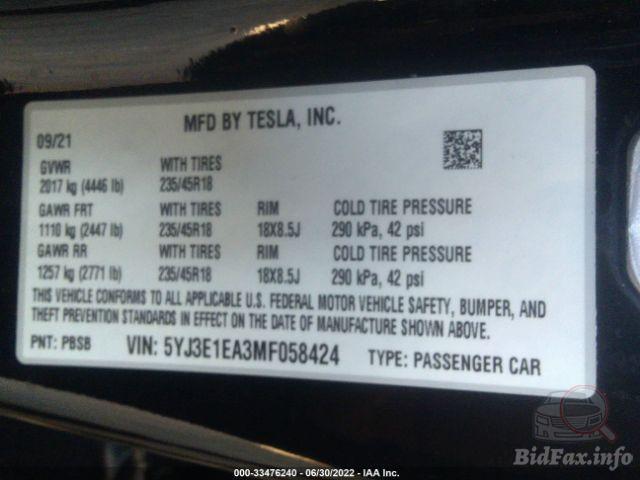 MFD BY TESLA, INC.
09/21
GVWR WITH TIRES
2017 kg (4446 lb) 235/45R18
GAWR FRT WITH TIRES RIM COLD TIRE PRESSURE
1110 kg (2447 lb) 235/45R18 18X8.5J 290 kPa, 42 psi
GAWR RR WITH TIRES RIM COLD TIRE PRESSURE
1257 kg (2771 lb) 235/45R18 18X8.5J 290 kPa, 42 psi
THIS VEHICLE CONFORMS TO ALL APPLICABLE U.S. FEDERAL MOTOR VEHICLE SAFETY, BUMPER, AND
THEFT PREVENTION STANDARDS IN EFFECT ON THE DATE OF MANUFACTURE SHOWN ABOVE.
PNT: PBSB VIN: 5YJ3E1EA3MF058424 TYPE: PASSENGER CAR
BidFax.info
000-33476240 - 06/30/2022 - IAA Inc.